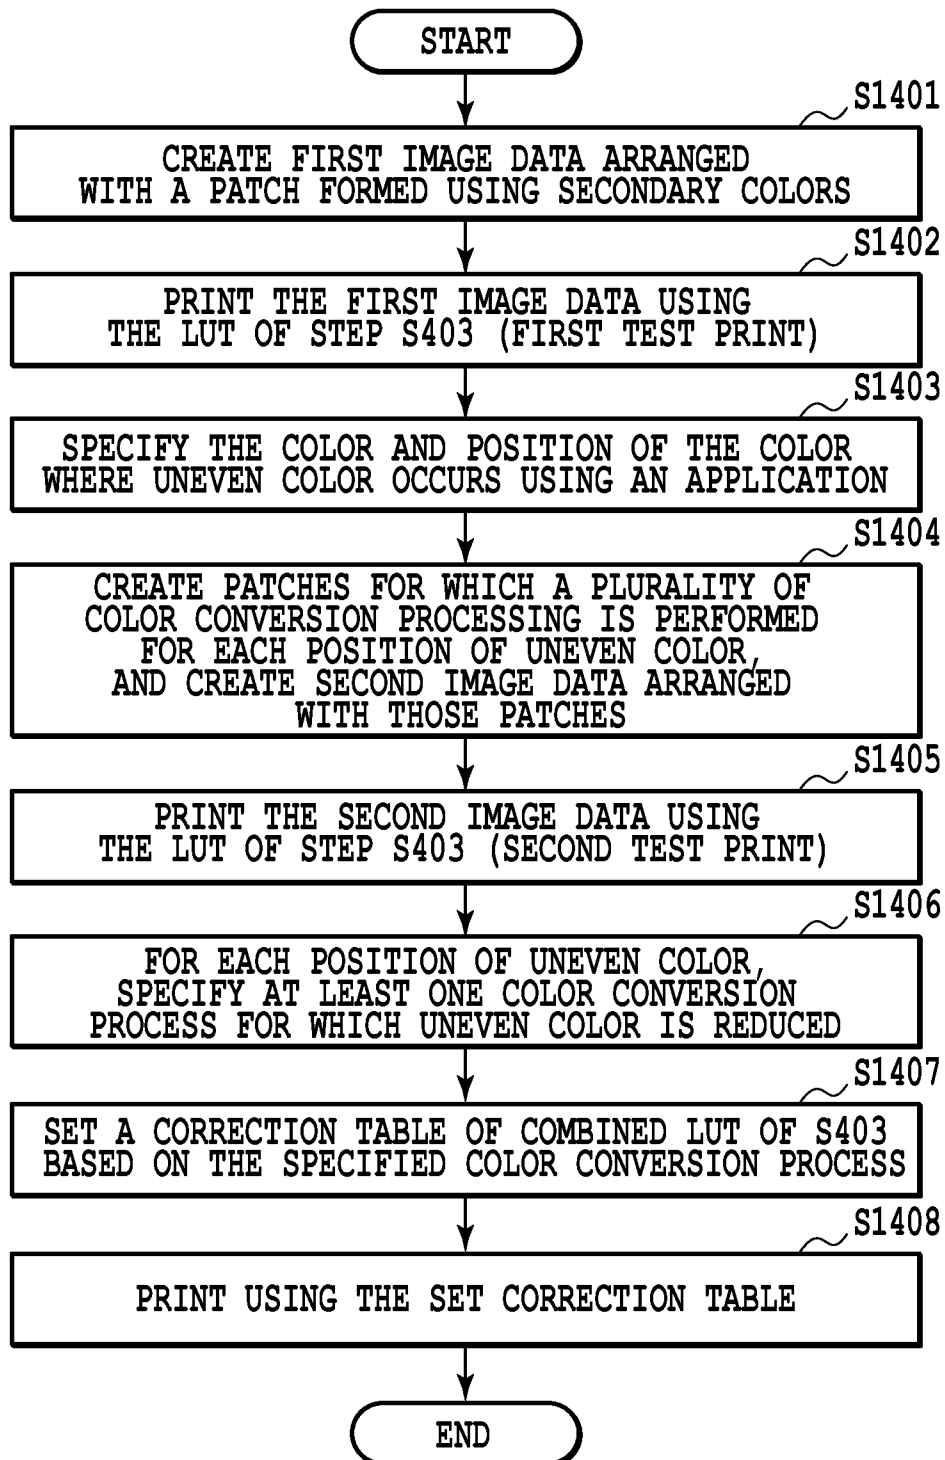 START
S1401
CREATE FIRST IMAGE DATA ARRANGED
WITH A PATCH FORMED USING SECONDARY COLORS
S1402
PRINT THE FIRST IMAGE DATA USING
THE LUT OF STEP S403 (FIRST TEST PRINT)
S1403
SPECIFY THE COLOR AND POSITION OF THE COLOR
WHERE UNEVEN COLOR OCCURS USING AN APPLICATION
S1404
CREATE PATCHES FOR WHICH A PLURALITY OF
COLOR CONVERSION PROCESSING IS PERFORMED
FOR EACH POSITION OF UNEVEN COLOR,
AND CREATE SECOND IMAGE DATA ARRANGED
WITH THOSE PATCHES
S1405
PRINT THE SECOND IMAGE DATA USING
THE LUT OF STEP S403 (SECOND TEST PRINT)
S1406
FOR EACH POSITION OF UNEVEN COLOR,
SPECIFY AT LEAST ONE COLOR CONVERSION
PROCESS FOR WHICH UNEVEN COLOR IS REDUCED
S1407
SET A CORRECTION TABLE OF COMBINED LUT OF S403
BASED ON THE SPECIFIED COLOR CONVERSION PROCESS
S1408
PRINT USING THE SET CORRECTION TABLE
END